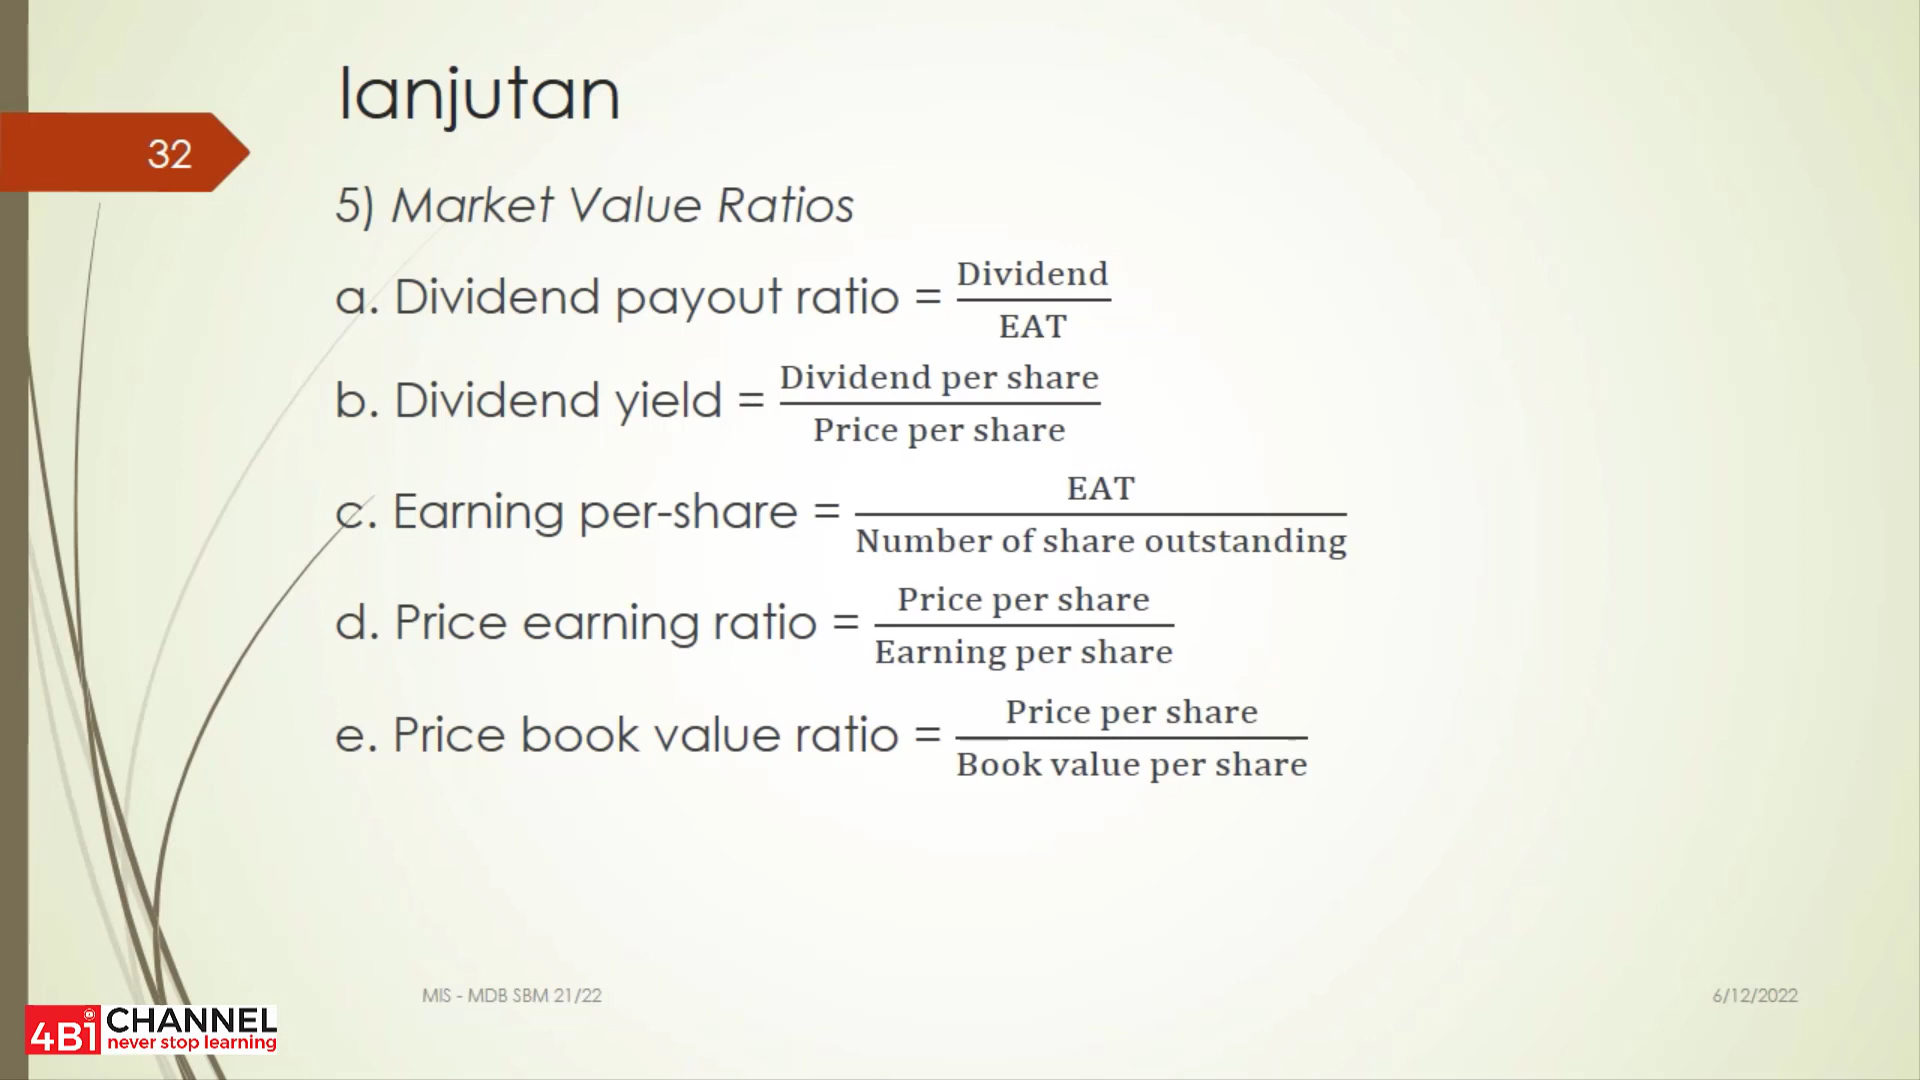 lanjutan
32
5) Market Value Ratios
a. Dividend payout ratio = Dividend / EAT
b. Dividend yield = Dividend per share / Price per share
c. Earning per-share = EAT / Number of share outstanding
d. Price earning ratio = Price per share / Earning per share
e. Price book value ratio = Price per share / Book value per share
MIS - MDB SBM 21/22
6/12/2022
4Bi CHANNEL
never stop learning